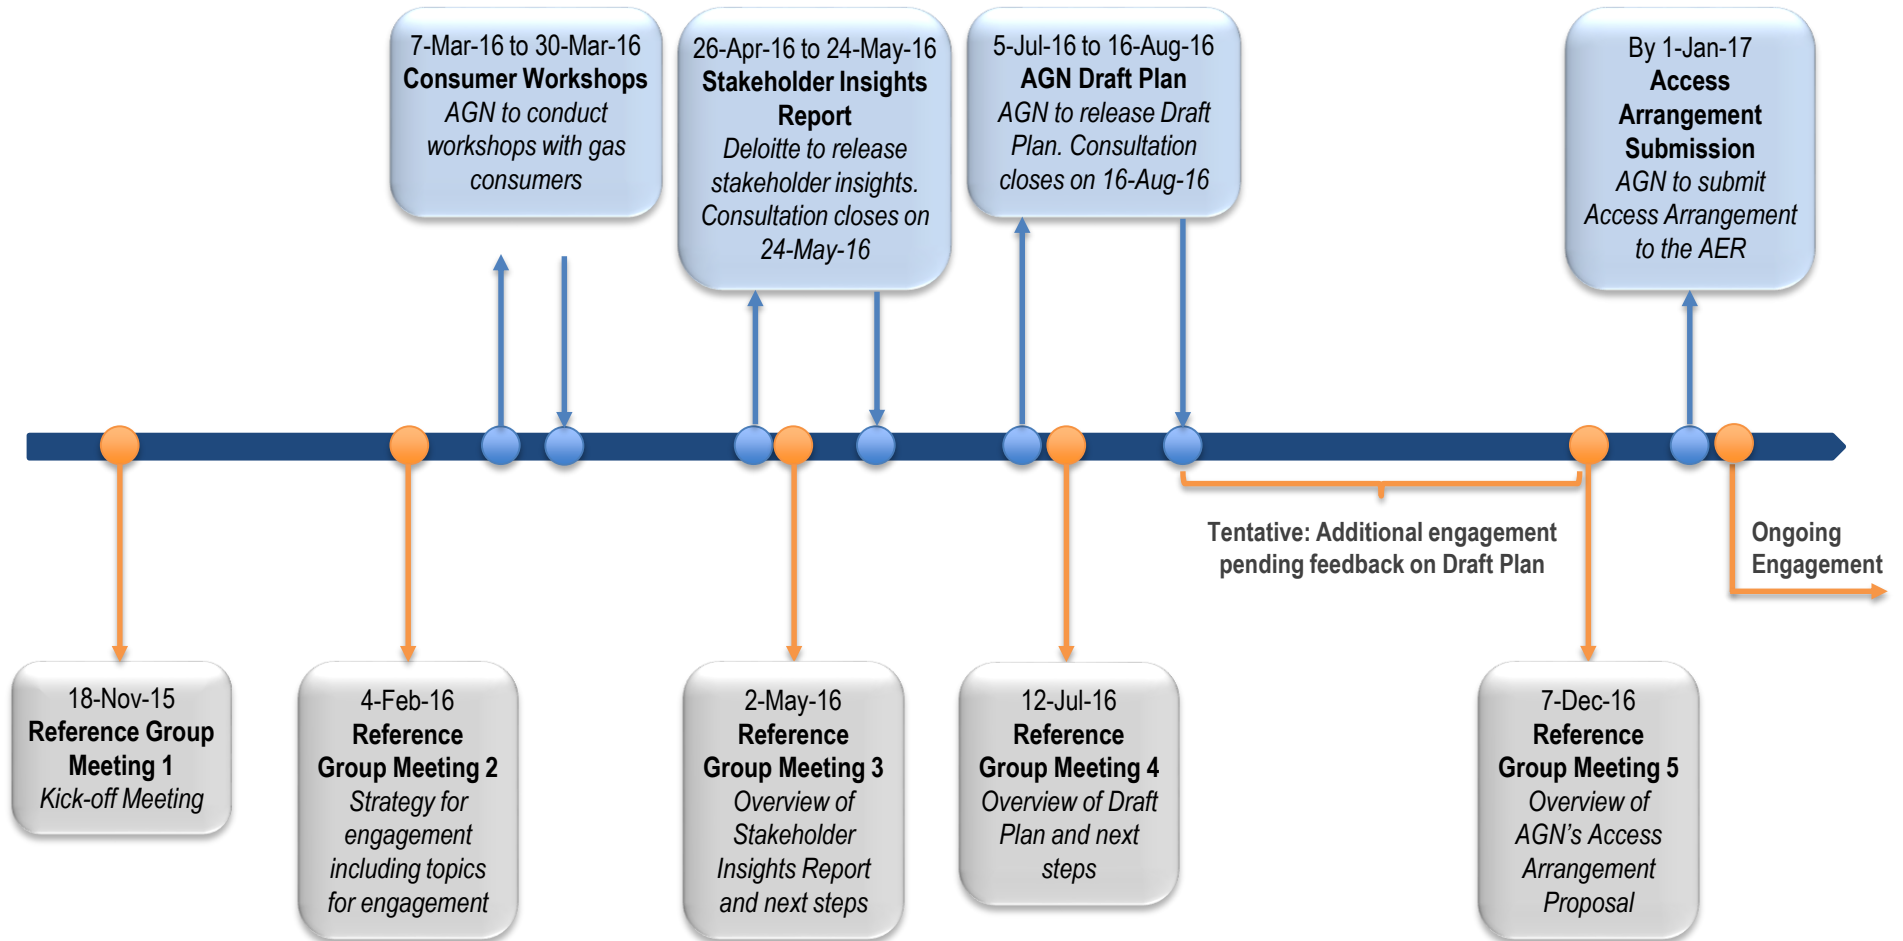 7-Mar-16 to 30-Mar-16
Consumer Workshops
AGN to conduct
workshops with gas
consumers
26-Apr-16 to 24-May-16
Stakeholder Insights
Report
Deloitte to release
stakeholder insights.
Consultation closes on
24-May-16
5-Jul-16 to 16-Aug-16
AGN Draft Plan
AGN to release Draft
Plan. Consultation
closes on 16-Aug-16
By 1-Jan-17
Access
Arrangement
Submission
AGN to submit
Access Arrangement
to the AER
Tentative: Additional engagement
pending feedback on Draft Plan
Ongoing
Engagement
18-Nov-15
Reference Group
Meeting 1
Kick-off Meeting
4-Feb-16
Reference
Group Meeting 2
Strategy for
engagement
including topics
for engagement
2-May-16
Reference
Group Meeting 3
Overview of
Stakeholder
Insights Report
and next steps
12-Jul-16
Reference
Group Meeting 4
Overview of Draft
Plan and next
steps
7-Dec-16
Reference
Group Meeting 5
Overview of
AGN’s Access
Arrangement
Proposal